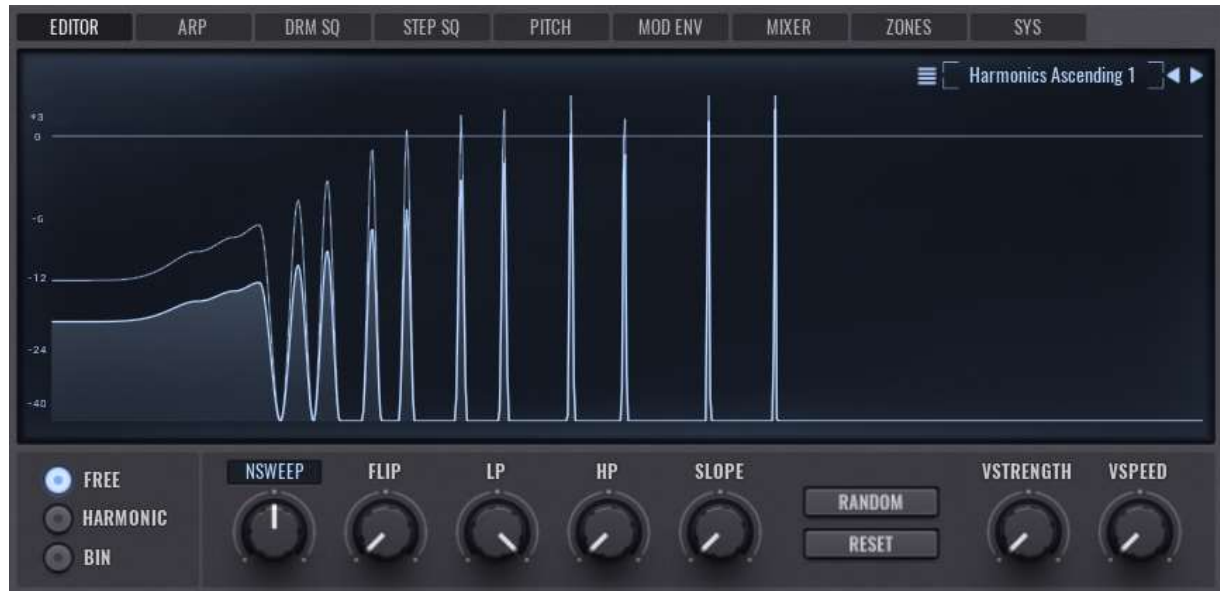 EDITOR ARP DRM SQ STEP SQ PITCH MOD ENV MIXER ZONES SYS
Harmonics Ascending 1
+3
0
-6
-12
-24
-40
FREE
HARMONIC
BIN
NSWEEP FLIP LP HP SLOPE
RANDOM
RESET
VSTRENGTH VSPEED